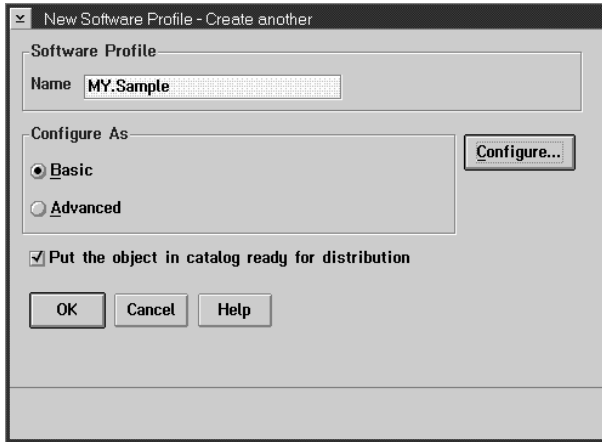 New Software Profile - Create another
Software Profile
Name MY.Sample
Configure As
Basic
Configure...
Advanced
Put the object in catalog ready for distribution
OK Cancel Help